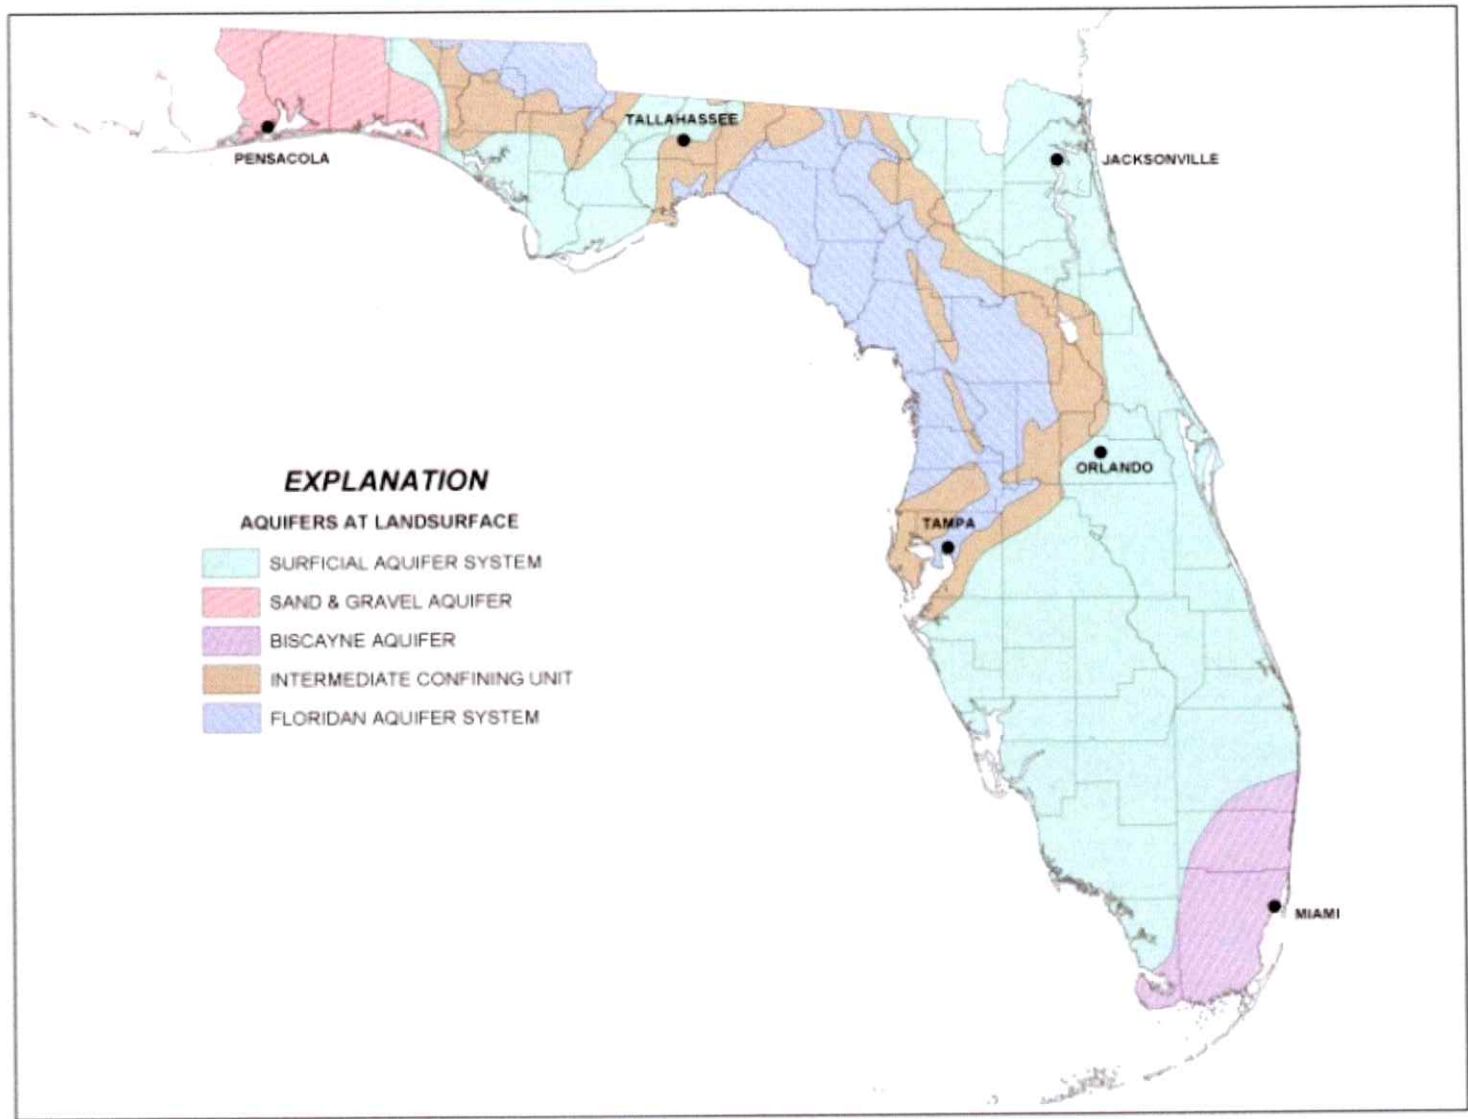 TALLAHASSEE
PENSACOLA
JACKSONVILLE
ORLANDO
TAMPA
MIAMI
EXPLANATION
AQUIFERS AT LANDSURFACE
SURFICIAL AQUIFER SYSTEM
SAND & GRAVEL AQUIFER
BISCAYNE AQUIFER
INTERMEDIATE CONFINING UNIT
FLORIDAN AQUIFER SYSTEM